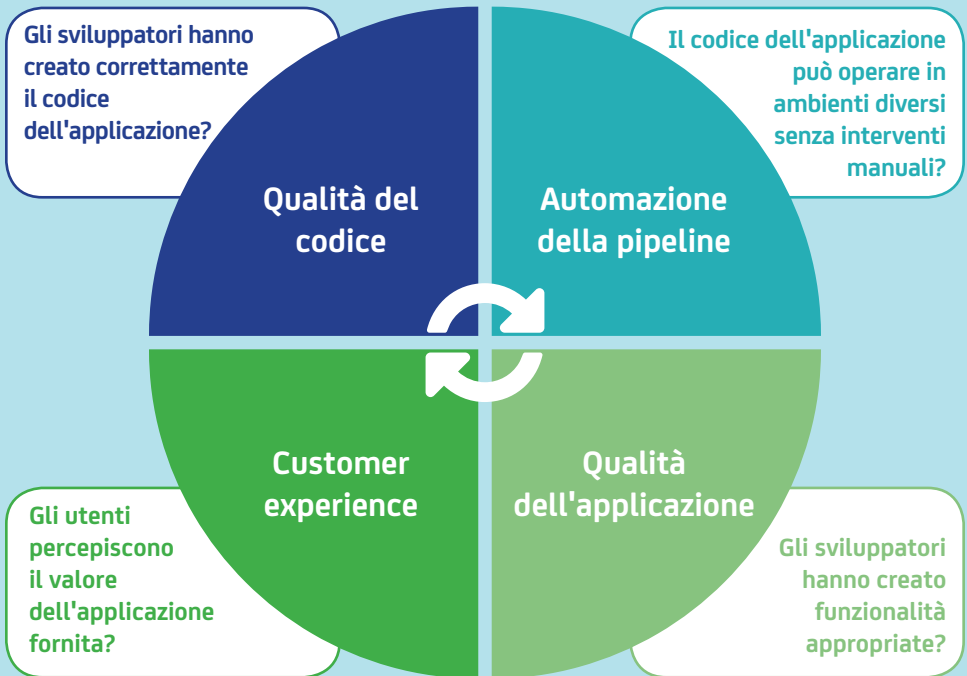 Gli sviluppatori hanno
creato correttamente
il codice
dell'applicazione?
Il codice dell'applicazione
può operare in
ambienti diversi
senza interventi
manuali?
Qualità del
codice
Automazione
della pipeline
Customer
experience
Qualità
dell'applicazione
Gli utenti
percepiscono
il valore
dell'applicazione
fornita?
Gli sviluppatori
hanno creato
funzionalità
appropriate?